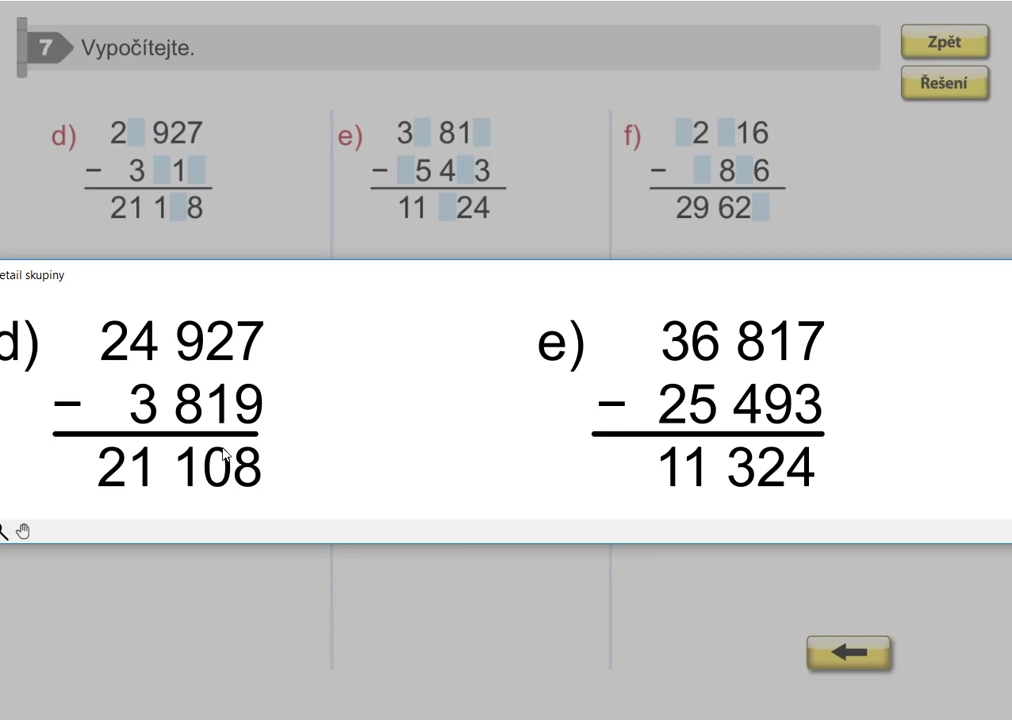 7 Vypočítejte.
Zpět
Řešení
d) 2 927
− 3 1
21 1 8
e) 3 81
− 5 4 3
11 24
f) 2 16
− 8 6
29 62
etail skupiny
d) 24 927
− 3 819
21 108
e) 36 817
− 25 493
11 324